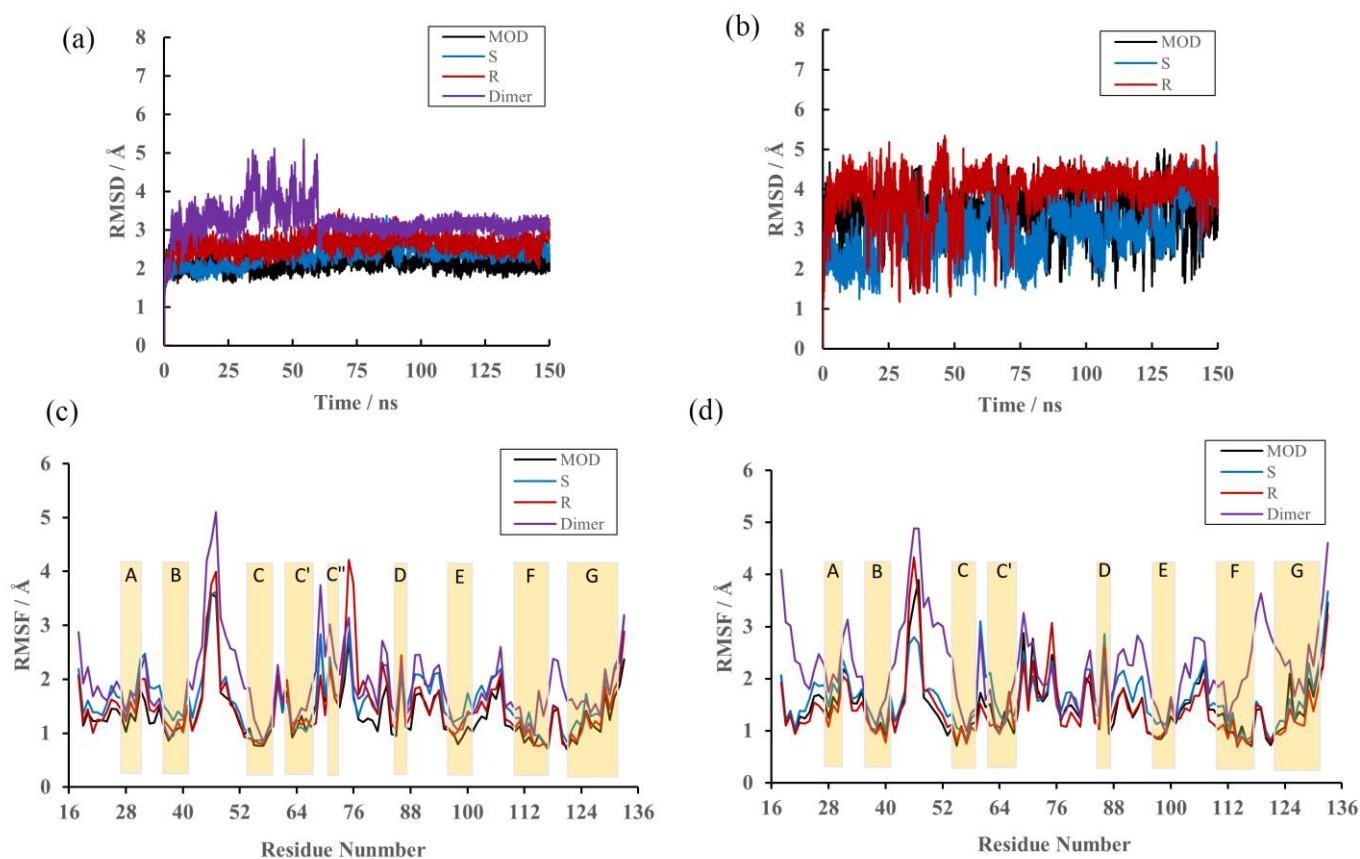 (a)
MOD
S
R
Dimer
8
7
6
5
4
3
2
1
0
RMSD / Å
0 25 50 75 100 125 150
Time / ns
(b)
MOD
S
R
8
7
6
5
4
3
2
1
0
RMSD / Å
0 25 50 75 100 125 150
Time / ns
(c)
MOD
S
R
Dimer
6
5
4
3
2
1
0
RMSF / Å
A B C C' C" D E F G
16 28 40 52 64 76 88 100 112 124 136
Residue Nunmber
(d)
MOD
S
R
Dimer
6
5
4
3
2
1
0
RMSF / Å
A B C C' D E F G
16 28 40 52 64 76 88 100 112 124 136
Residue Number